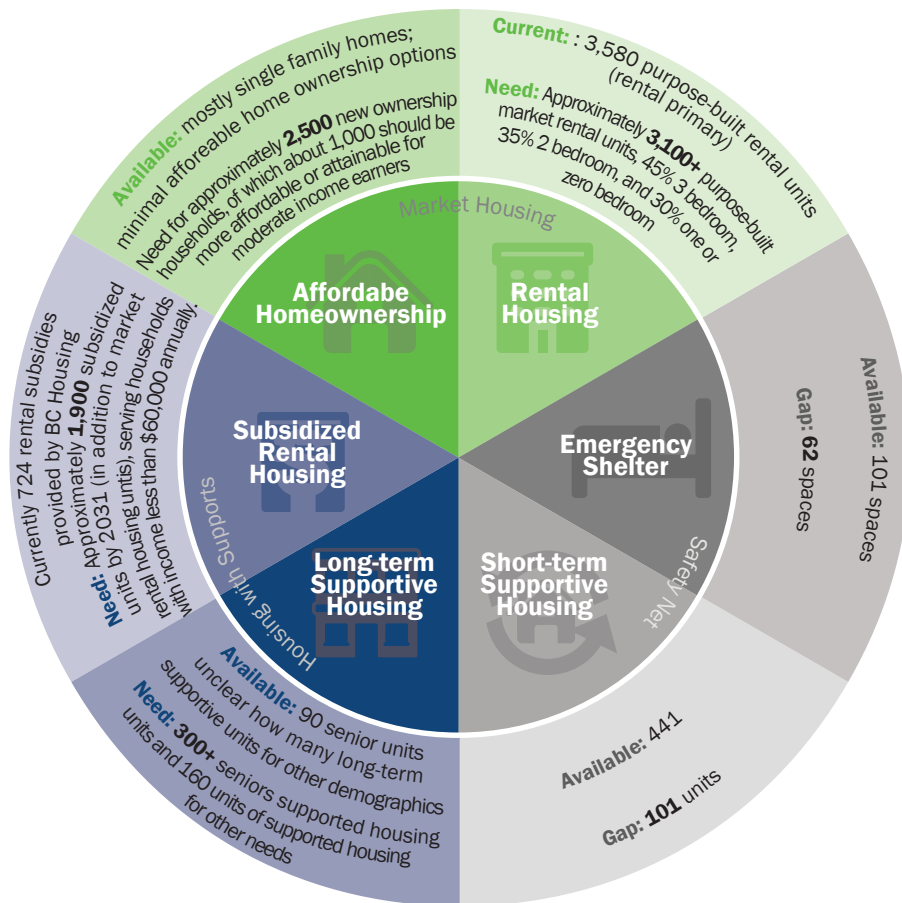 Available: mostly single family homes;
minimal afforeable home ownership options
Need for approximately 2,500 new ownership
households, of which about 1,000 should be
more affordable or attainable for
moderate income earners
Current: : 3,580 purpose-built rental units
(rental primary)
Need: Approximately 3,100+ purpose-built
market rental units, 45% 3 bedroom,
35% 2 bedroom, and 30% one or
zero bedroom
Market Housing
Affordabe
Homeownership
Rental
Housing
Available: 101 spaces
Gap: 62 spaces
Emergency
Shelter
Safety Net
Short-term
Supportive
Housing
Available: 441
Gap: 101 units
Long-term
Supportive
Housing
Available: 90 senior units
unclear how many long-term
supportive units for other demographics
Need: 300+ seniors supported housing
units and 160 units of supported housing
for other needs
Housing with Supports
Subsidized
Rental
Housing
Currently 724 rental subsidies
provided by BC Housing
Need: Approximately 1,900 subsidized
units by 2031 (in addition to market
rental housing untis), serving households
with income less than $60,000 annually.